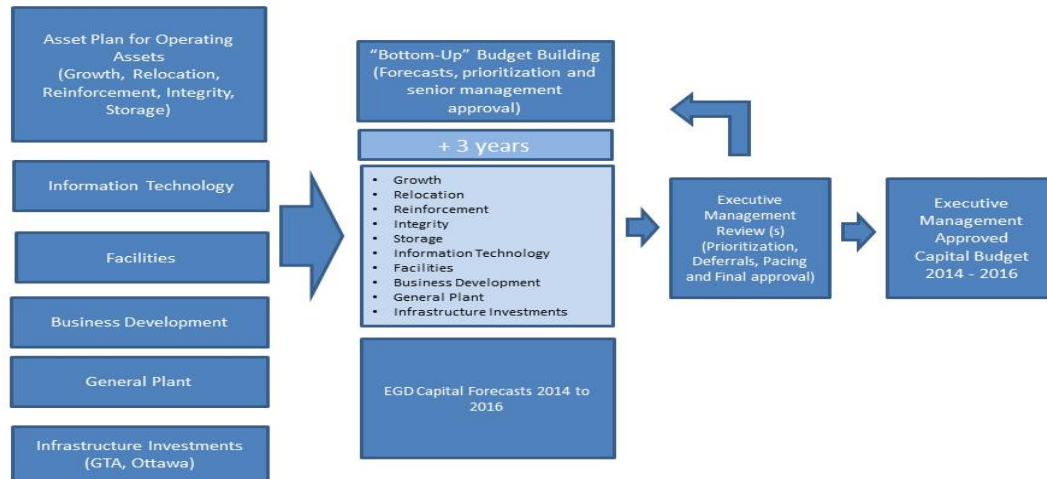 Asset Plan for Operating
Assets
(Growth, Relocation,
Reinforcement, Integrity,
Storage)
Information Technology
Facilities
Business Development
General Plant
Infrastructure Investments
(GTA, Ottawa)
“Bottom-Up” Budget Building
(Forecasts, prioritization and
senior management
approval)
+ 3 years
• Growth
• Relocation
• Reinforcement
• Integrity
• Storage
• Information Technology
• Facilities
• Business Development
• General Plant
• Infrastructure Investments
EGD Capital Forecasts 2014 to
2016
Executive
Management
Review (s)
(Prioritization,
Deferrals, Pacing
and Final approval)
Executive
Management
Approved
Capital Budget
2014 - 2016